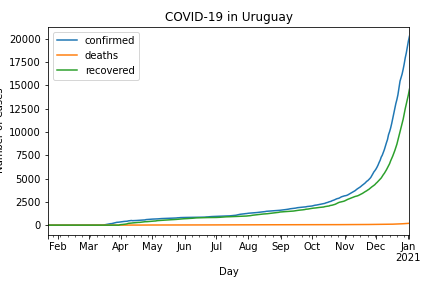 COVID-19 in Uruguay
confirmed
deaths
recovered
20000
17500
15000
12500
10000
7500
5000
2500
0
Feb Mar Apr May Jun Jul Aug Sep Oct Nov Dec Jan
2021
Day